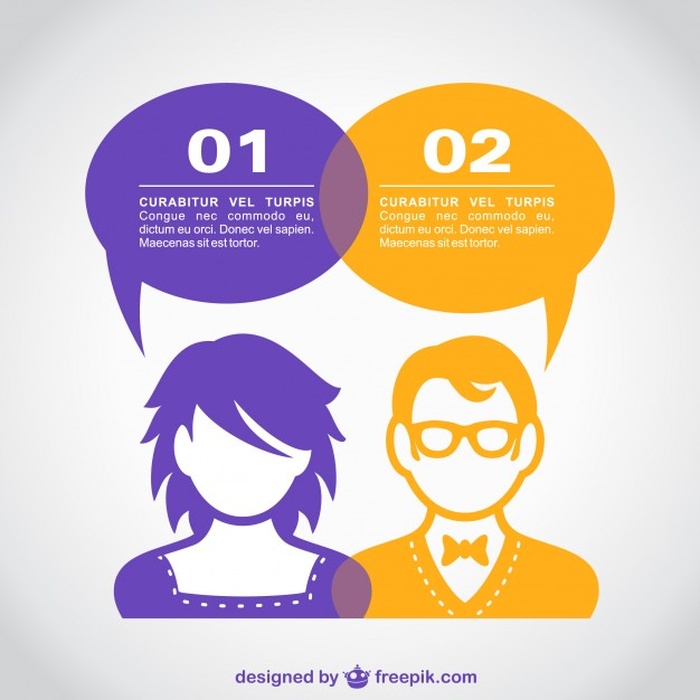 01
CURABITUR VEL TURPIS
Congue nec commodo eu,
dictum eu orci. Donec vel sapien.
Maecenas sit est tortor.
02
CURABITUR VEL TURPIS
Congue nec commodo eu,
dictum eu orci. Donec vel sapien.
Maecenas sit est tortor.
designed by freepik.com